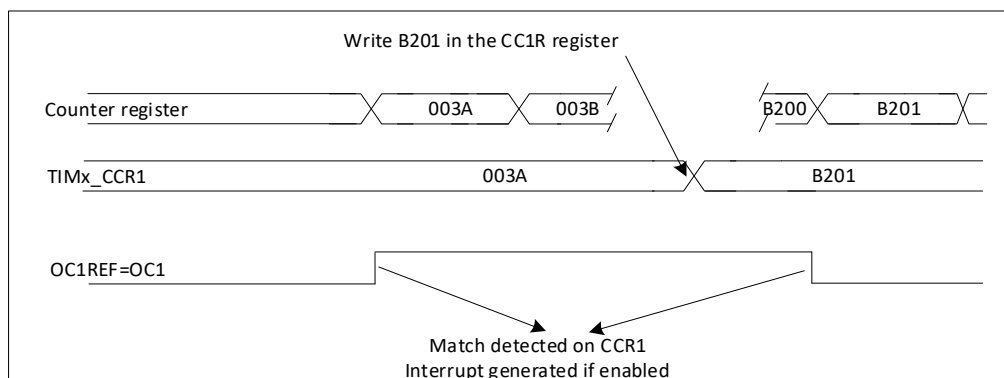 Write B201 in the CC1R register
Counter register 003A 003B B200 B201
TIMx_CCR1 003A B201
OC1REF=OC1
Match detected on CCR1
Interrupt generated if enabled